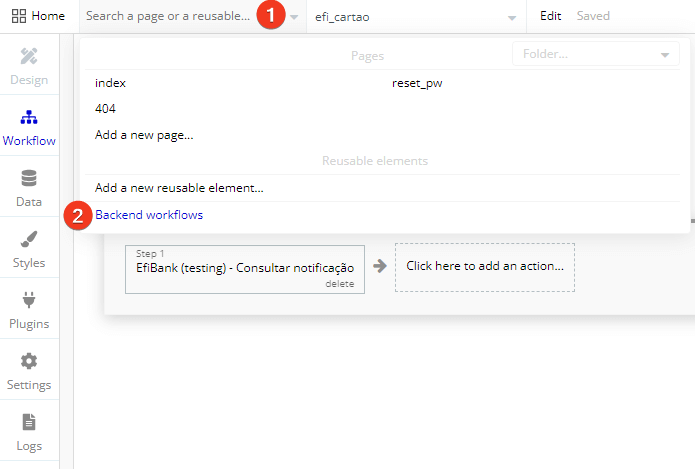 Home
Search a page or a reusable...
1
efi_cartao
Edit
Saved
Design
Workflow
Data
Styles
Plugins
Settings
Logs
Pages
Folder...
index
reset_pw
404
Add a new page...
Reusable elements
Add a new reusable element...
2
Backend workflows
Step 1
EfiBank (testing) - Consultar notificação
delete
Click here to add an action...